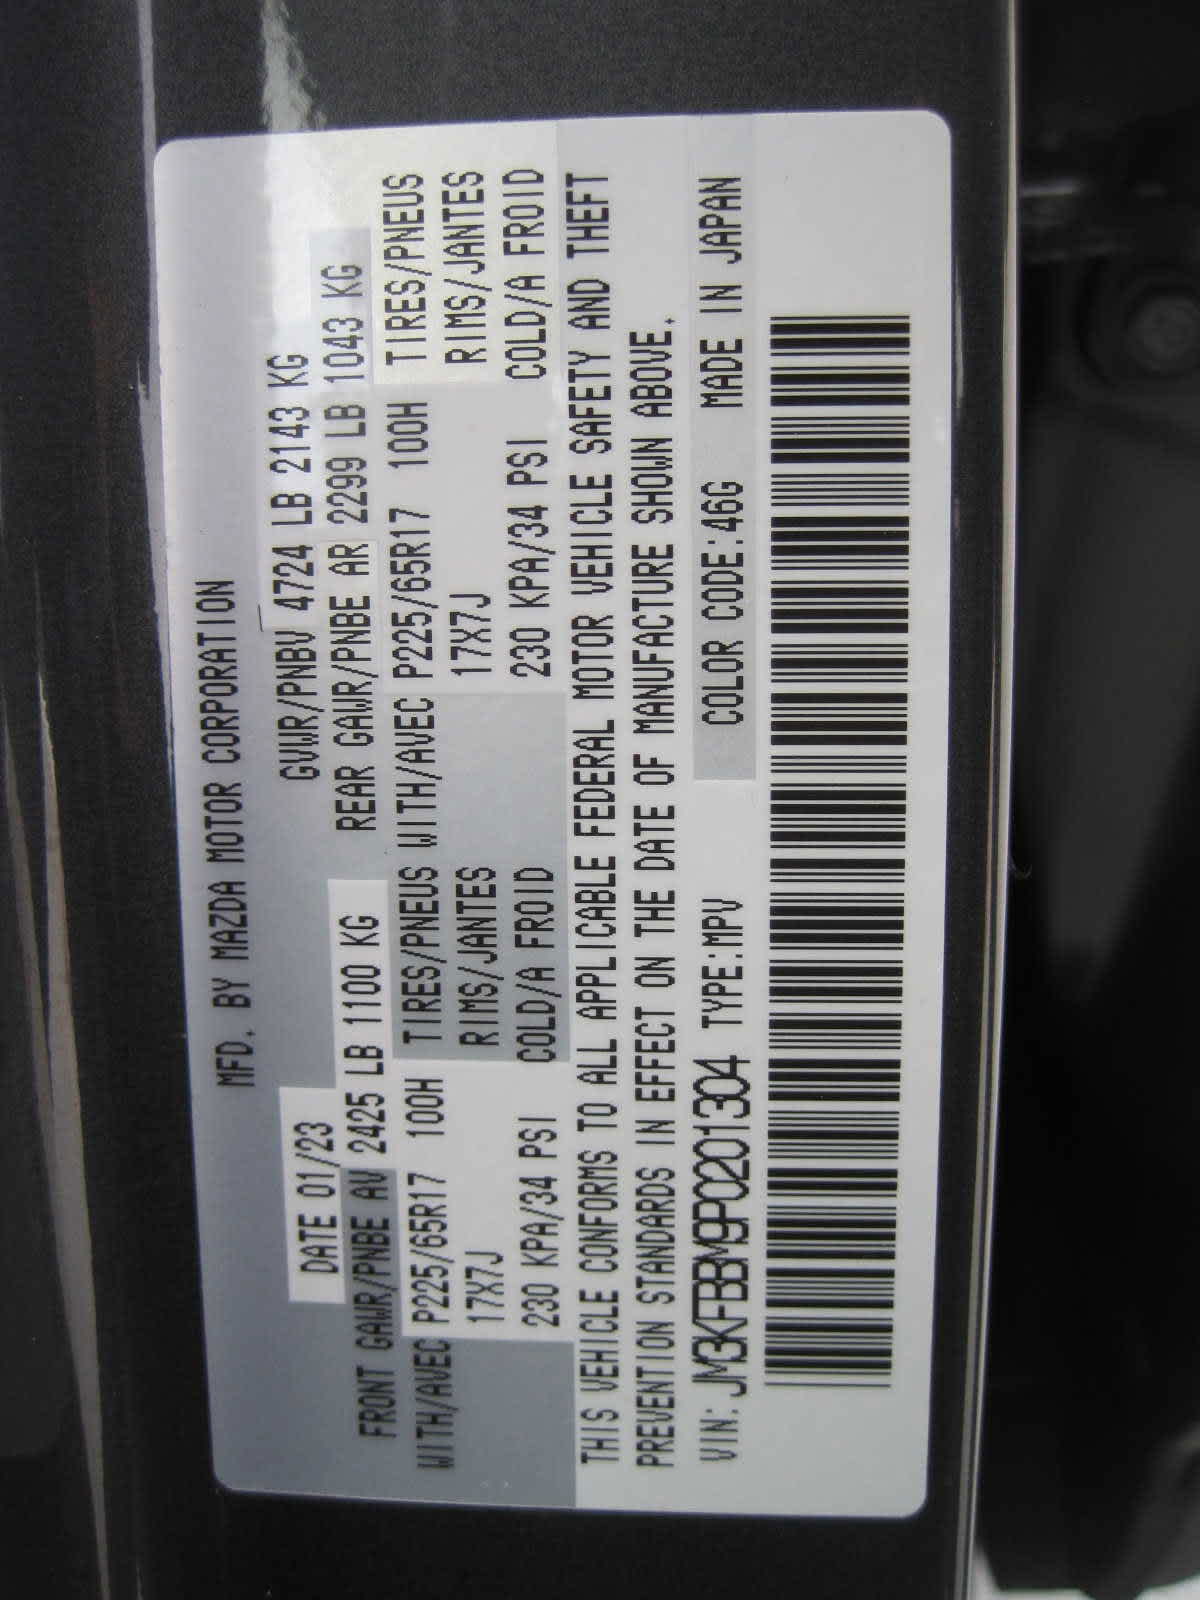 MFD. BY MAZDA MOTOR CORPORATION
DATE 01/23 GVWR/PNBV 4724 LB 2143 KG
FRONT GAWR/PNBE AV 2425 LB 1100 KG REAR GAWR/PNBE AR 2299 LB 1043 KG
WITH/AVEC P225/65R17 100H TIRES/PNEUS WITH/AVEC P225/65R17 100H TIRES/PNEUS
17X7J RIMS/JANTES 17X7J RIMS/JANTES
230 KPA/34 PSI COLD/A FROID 230 KPA/34 PSI COLD/A FROID
THIS VEHICLE CONFORMS TO ALL APPLICABLE FEDERAL MOTOR VEHICLE SAFETY AND THEFT
PREVENTION STANDARDS IN EFFECT ON THE DATE OF MANUFACTURE SHOWN ABOVE.
VIN: JM3KFBBM9P0201304 TYPE:MPV COLOR CODE:46G MADE IN JAPAN